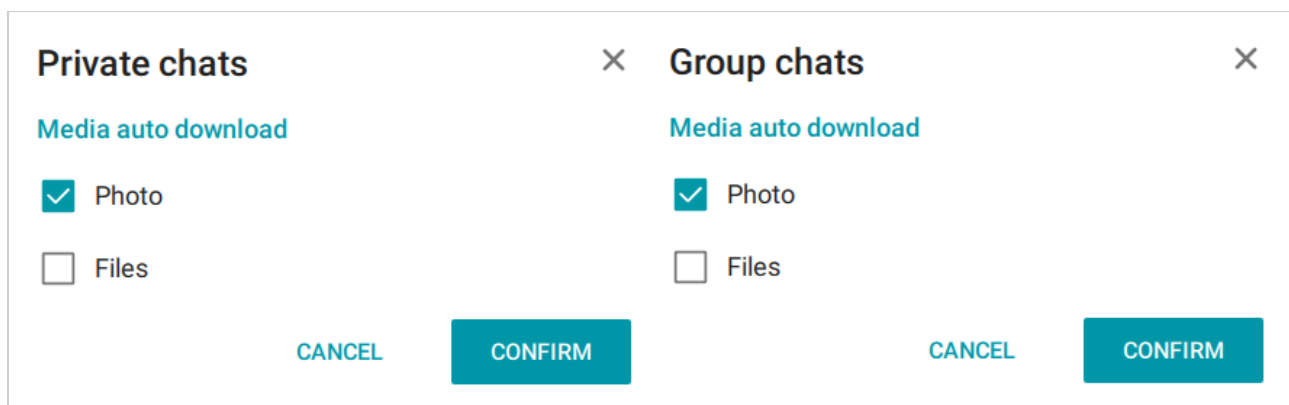 Private chats
Media auto download
Photo
Files
CANCEL CONFIRM
Group chats
Media auto download
Photo
Files
CANCEL CONFIRM